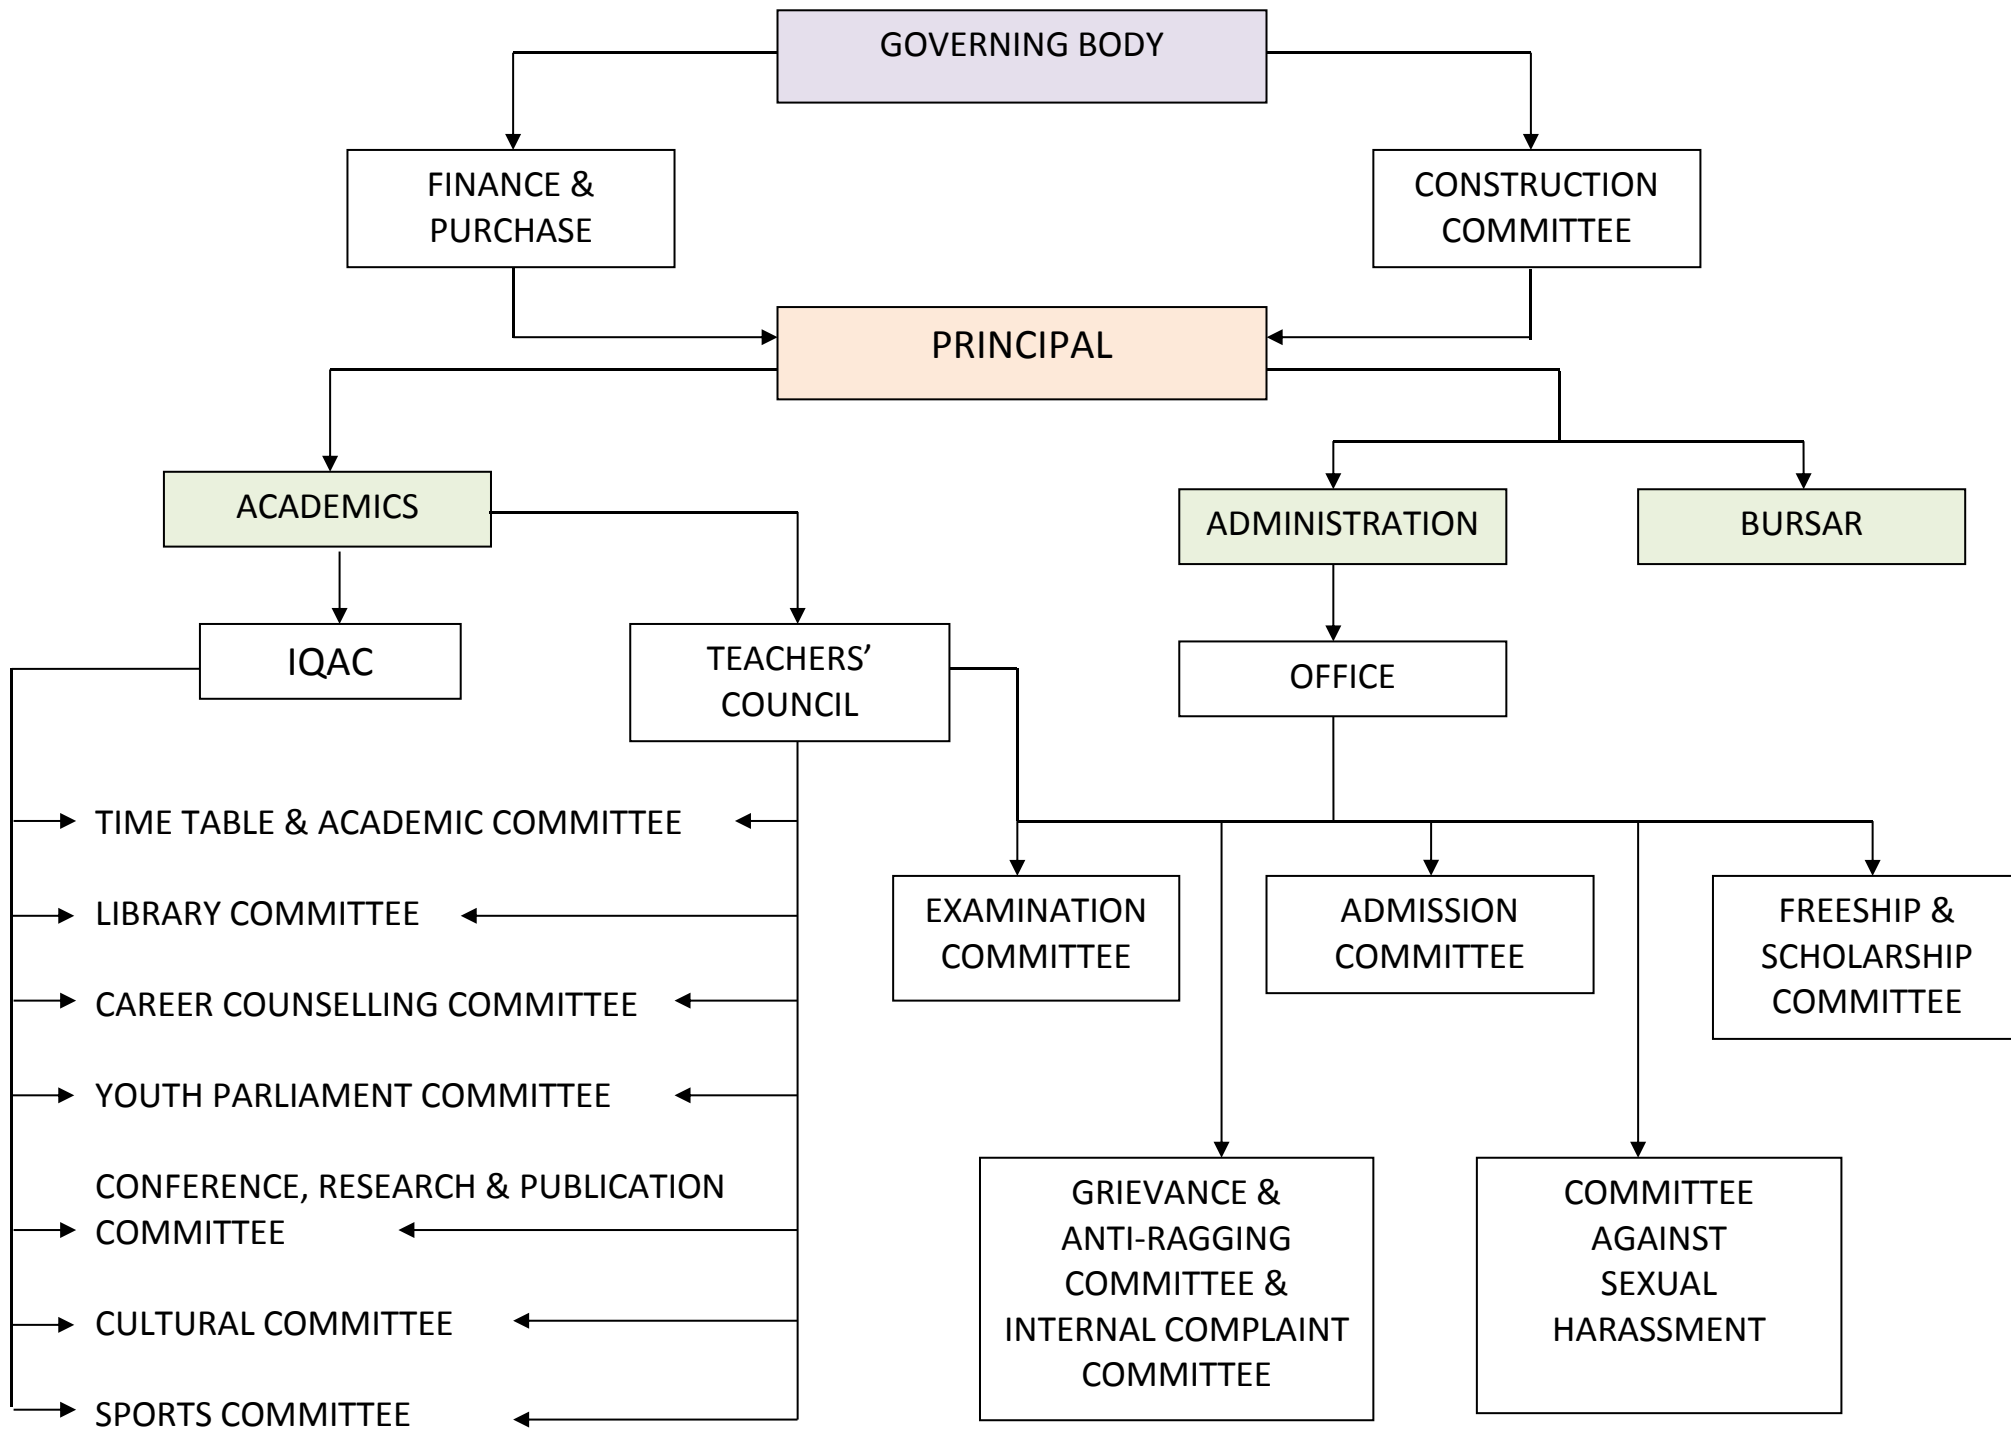 GOVERNING BODY
FINANCE &
PURCHASE
CONSTRUCTION
COMMITTEE
PRINCIPAL
ACADEMICS
ADMINISTRATION
BURSAR
IQAC
TEACHERS’
COUNCIL
OFFICE
TIME TABLE & ACADEMIC COMMITTEE
LIBRARY COMMITTEE
CAREER COUNSELLING COMMITTEE
YOUTH PARLIAMENT COMMITTEE
CONFERENCE, RESEARCH & PUBLICATION
COMMITTEE
CULTURAL COMMITTEE
SPORTS COMMITTEE
EXAMINATION
COMMITTEE
ADMISSION
COMMITTEE
FREESHIP &
SCHOLARSHIP
COMMITTEE
GRIEVANCE &
ANTI-RAGGING
COMMITTEE &
INTERNAL COMPLAINT
COMMITTEE
COMMITTEE
AGAINST
SEXUAL
HARASSMENT